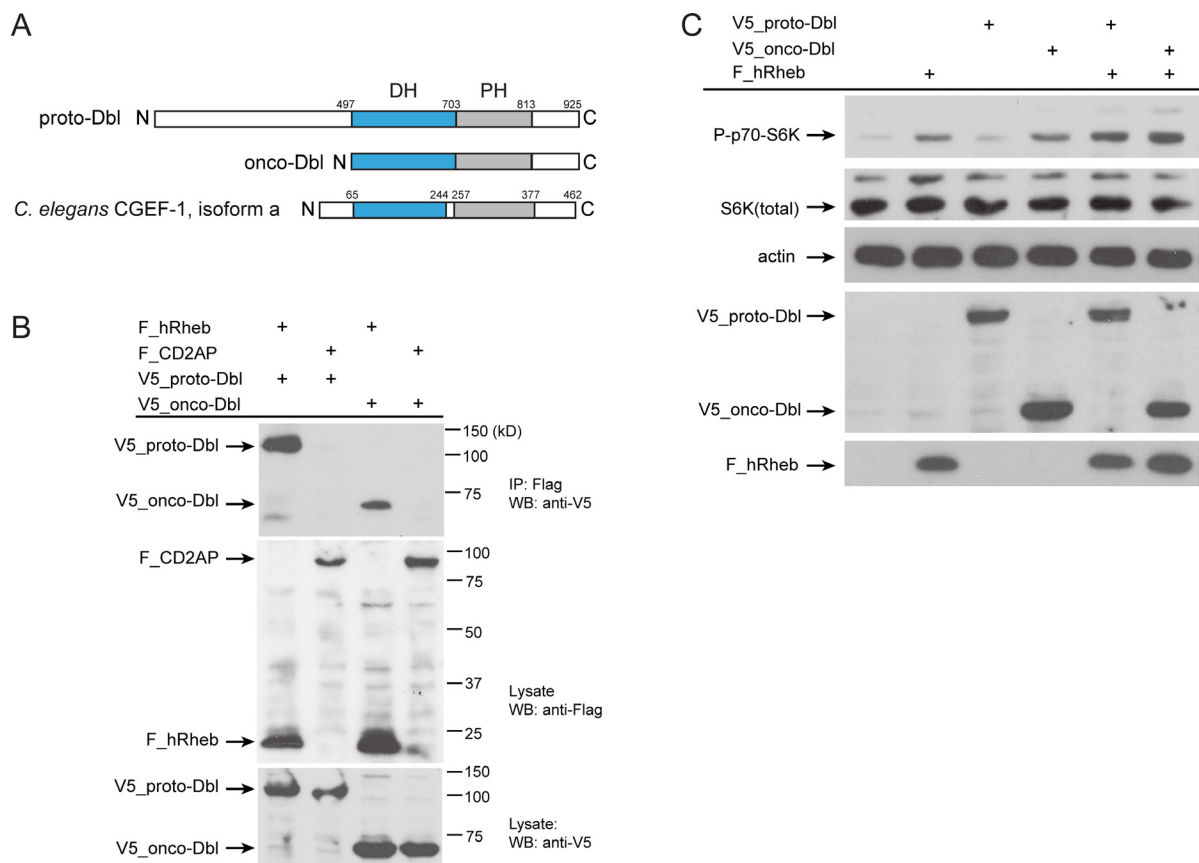 A
DH PH
497 703 813 925
proto-Dbl N C
onco-Dbl N C
65 244 257 377 462
C. elegans CGEF-1, isoform a N C
B
F_hRheb + +
F_CD2AP + +
V5_proto-Dbl + +
V5_onco-Dbl + +
V5_proto-Dbl
V5_onco-Dbl
150 (kD)
100
75
IP: Flag
WB: anti-V5
F_CD2AP
F_hRheb
100
75
50
37
25
Lysate
WB: anti-Flag
V5_proto-Dbl
V5_onco-Dbl
150
100
75
Lysate:
WB: anti-V5
C
V5_proto-Dbl + +
V5_onco-Dbl + +
F_hRheb + + +
P-p70-S6K
S6K(total)
actin
V5_proto-Dbl
V5_onco-Dbl
F_hRheb